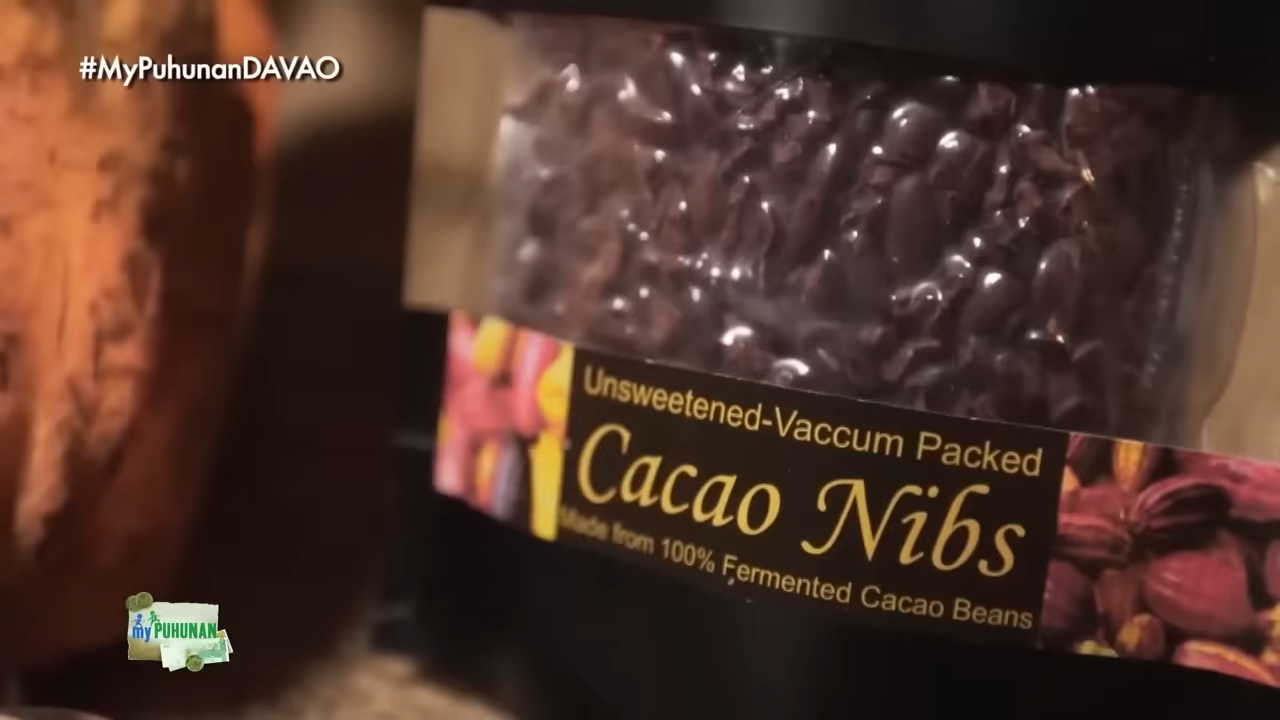 #MyPuhunanDAVAO
Unsweetened-Vaccum Packed
Cacao Nibs
Made from 100% Fermented Cacao Beans
my PUHUNAN